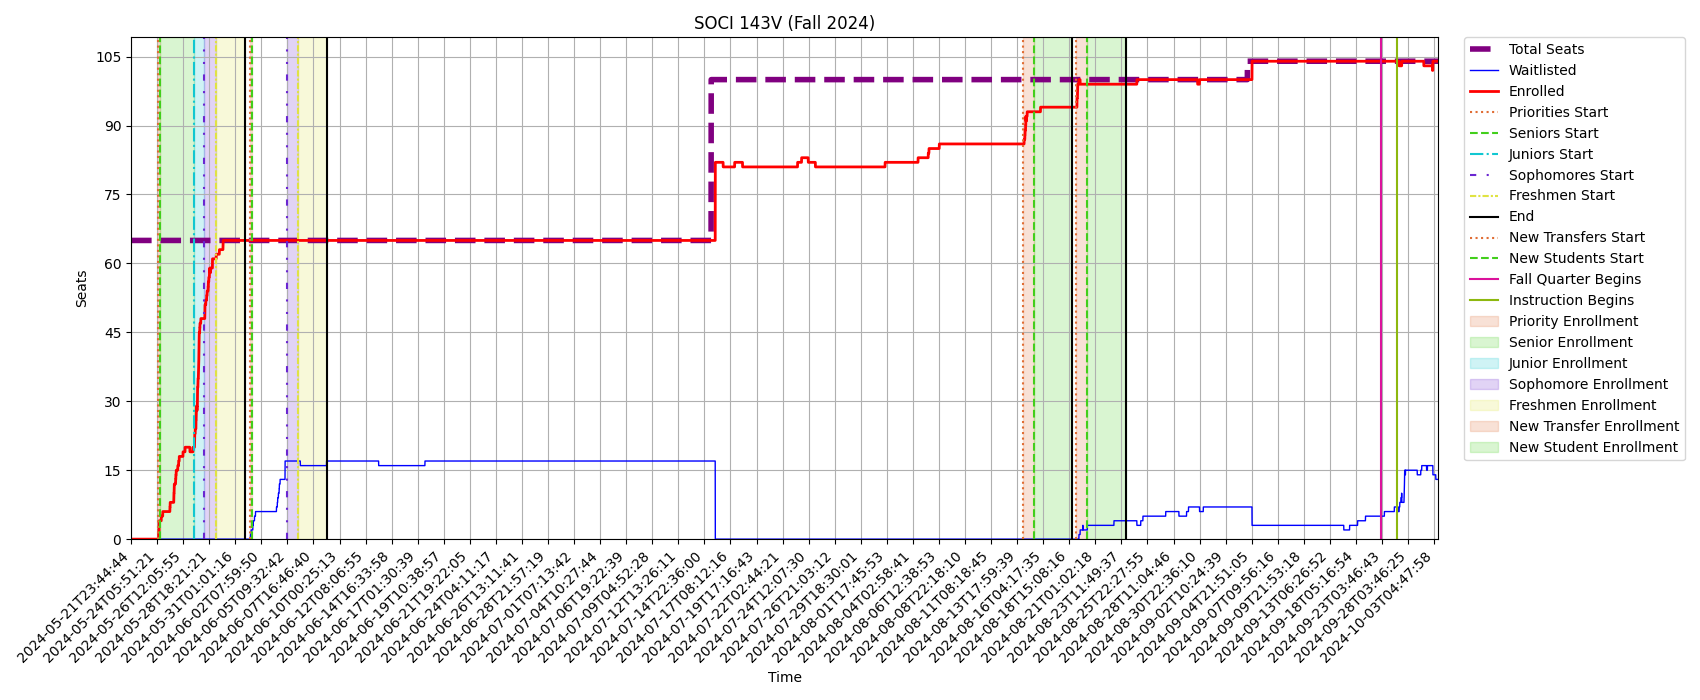 SOCI 143V (Fall 2024)
Seats
105
90
75
60
45
30
15
0
2024-05-21T23:44:44
2024-05-24T05:51:21
2024-05-26T12:05:55
2024-05-28T18:21:21
2024-05-31T01:01:16
2024-06-02T07:59:50
2024-06-05T09:32:42
2024-06-07T16:46:40
2024-06-10T00:25:13
2024-06-12T08:06:55
2024-06-14T16:33:58
2024-06-17T01:30:39
2024-06-19T10:38:57
2024-06-21T19:22:05
2024-06-24T04:11:17
2024-06-26T13:11:41
2024-06-28T21:57:19
2024-07-01T07:13:42
2024-07-04T10:27:44
2024-07-06T19:22:39
2024-07-09T04:52:28
2024-07-12T13:26:11
2024-07-14T22:36:00
2024-07-17T08:12:16
2024-07-19T17:16:43
2024-07-22T02:44:21
2024-07-24T12:07:30
2024-07-26T21:03:12
2024-07-29T18:30:01
2024-08-01T17:45:53
2024-08-04T02:58:41
2024-08-06T12:38:53
2024-08-08T22:18:10
2024-08-11T08:18:45
2024-08-13T17:59:39
2024-08-16T04:17:35
2024-08-18T15:08:16
2024-08-21T01:02:18
2024-08-23T11:49:37
2024-08-25T22:27:55
2024-08-28T11:04:46
2024-08-30T22:36:10
2024-09-02T10:24:39
2024-09-04T21:51:05
2024-09-07T09:56:16
2024-09-09T21:53:18
2024-09-13T06:26:52
2024-09-18T05:16:54
2024-09-23T03:46:43
2024-09-28T03:46:25
2024-10-03T04:47:58
Time
Total Seats
Waitlisted
Enrolled
Priorities Start
Seniors Start
Juniors Start
Sophomores Start
Freshmen Start
End
New Transfers Start
New Students Start
Fall Quarter Begins
Instruction Begins
Priority Enrollment
Senior Enrollment
Junior Enrollment
Sophomore Enrollment
Freshmen Enrollment
New Transfer Enrollment
New Student Enrollment